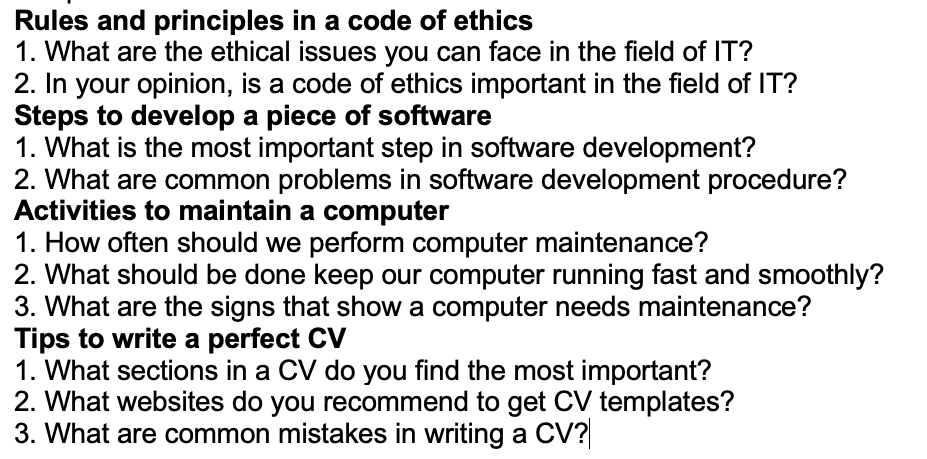 Rules and principles in a code of ethics
1. What are the ethical issues you can face in the field of IT?
2. In your opinion, is a code of ethics important in the field of IT?
Steps to develop a piece of software
1. What is the most important step in software development?
2. What are common problems in software development procedure?
Activities to maintain a computer
1. How often should we perform computer maintenance?
2. What should be done keep our computer running fast and smoothly?
3. What are the signs that show a computer needs maintenance?
Tips to write a perfect CV
1. What sections in a CV do you find the most important?
2. What websites do you recommend to get CV templates?
3. What are common mistakes in writing a CV?